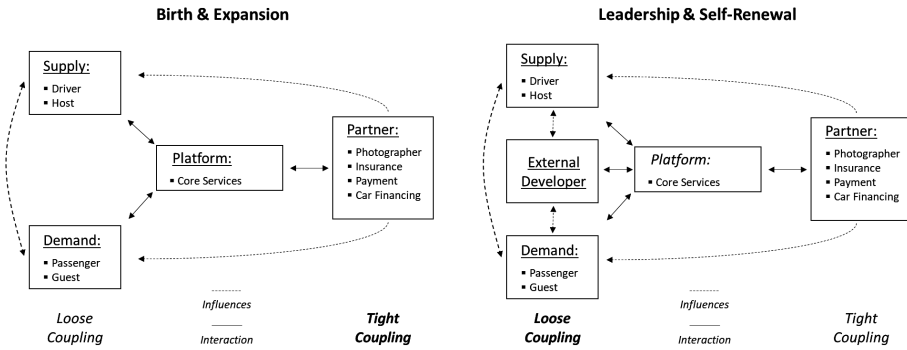 Birth & Expansion
Supply:
▪ Driver
▪ Host
Platform:
▪ Core Services
Partner:
▪ Photographer
▪ Insurance
▪ Payment
▪ Car Financing
Demand:
▪ Passenger
▪ Guest
Influences
Interaction
Loose
Coupling
Tight
Coupling
Leadership & Self-Renewal
Supply:
▪ Driver
▪ Host
External
Developer
Platform:
▪ Core Services
Partner:
▪ Photographer
▪ Insurance
▪ Payment
▪ Car Financing
Demand:
▪ Passenger
▪ Guest
Influences
Interaction
Loose
Coupling
Tight
Coupling